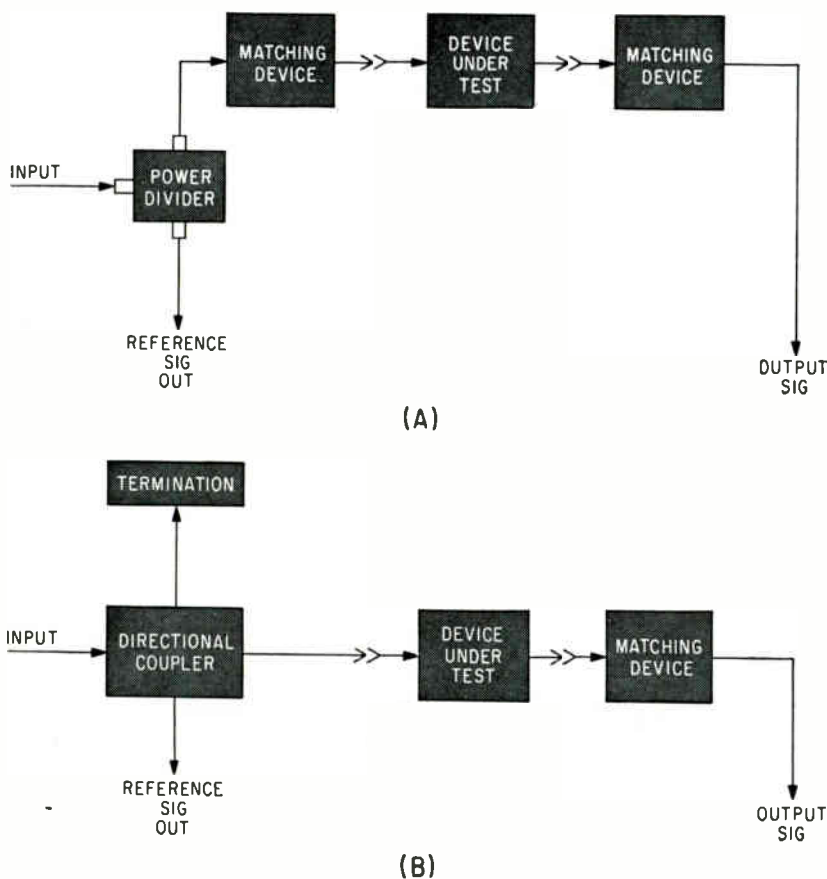 MATCHING
DEVICE
DEVICE
UNDER
TEST
MATCHING
DEVICE
INPUT
POWER
DIVIDER
REFERENCE
SIG
OUT
OUTPUT
SIG
(A)
TERMINATION
INPUT
DIRECTIONAL
COUPLER
DEVICE
UNDER
TEST
MATCHING
DEVICE
REFERENCE
SIG
OUT
OUTPUT
SIG
(B)